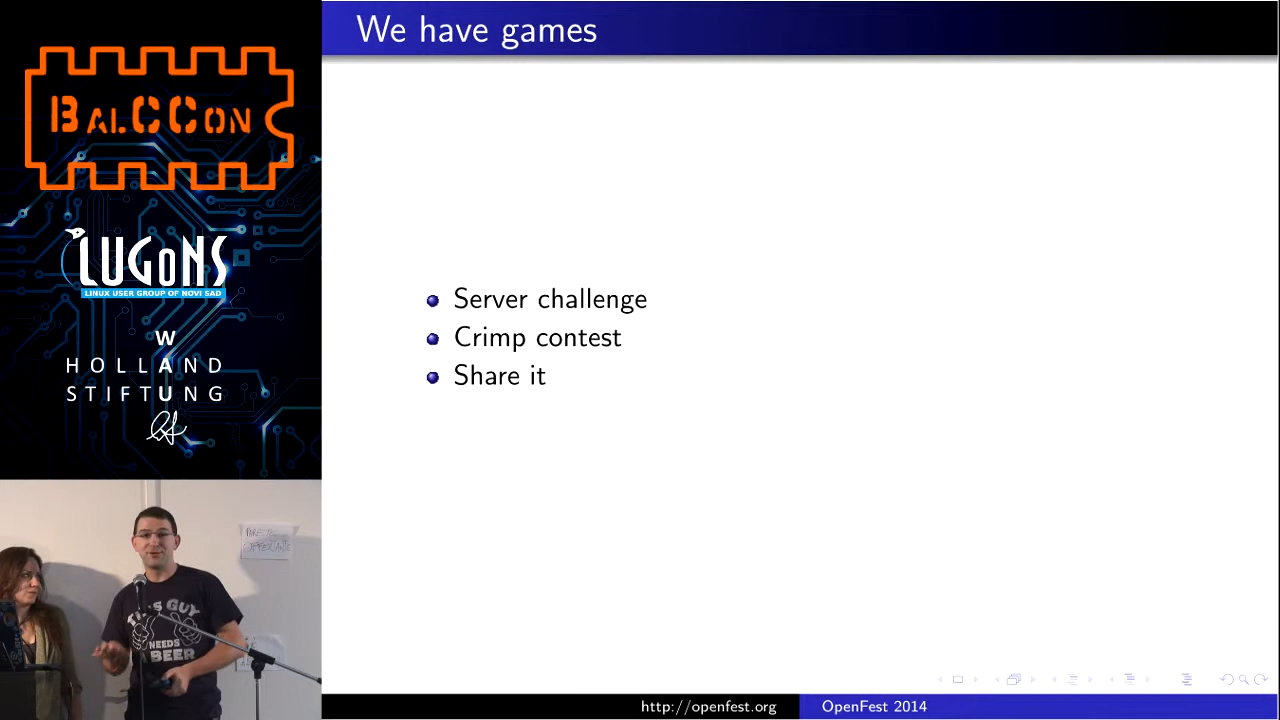 BALCCON
LUGONS
LINUX USER GROUP OF NOVI SAD
W
HOLLAND
STIFTUNG
THIS GUY
NEEDS
A BEER
We have games
Server challenge
Crimp contest
Share it
http://openfest.org
OpenFest 2014